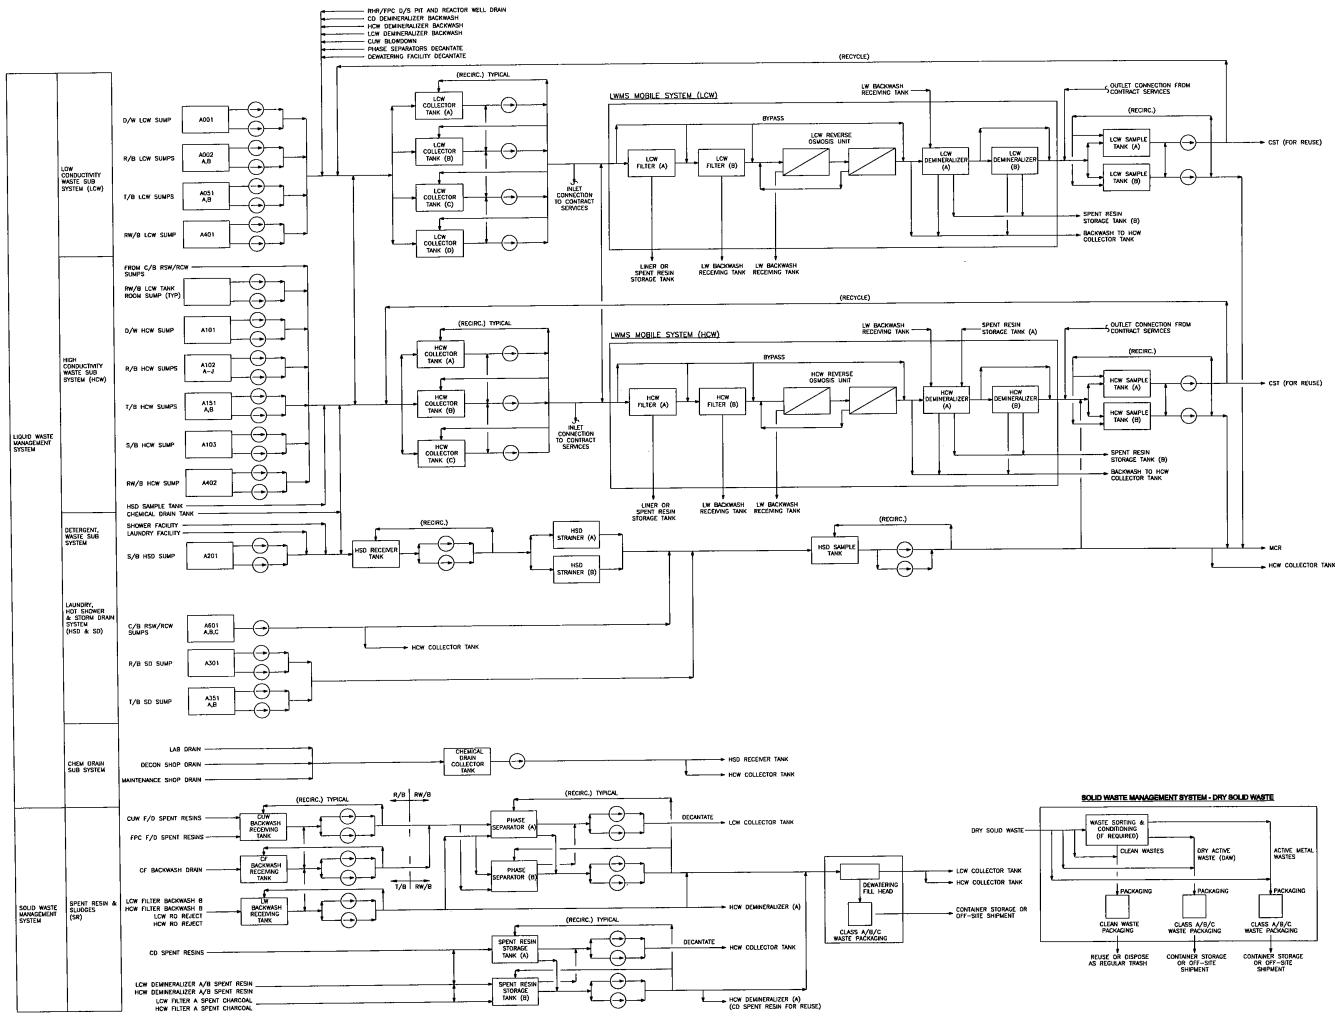 RHR/FPC D/S PIT AND REACTOR WELL DRAIN
CD DEMINERALIZER BACKWASH
HCW DEMINERALIZER BACKWASH
LCW DEMINERALIZER BACKWASH
CUW BLOWDOWN
PHASE SEPARATORS DECANTATE
DEWATERING FACILITY DECANTATE
(RECYCLE)
LIQUID WASTE
MANAGEMENT
SYSTEM
LOW
CONDUCTIVITY
WASTE SUB
SYSTEM (LCW)
D/W LCW SUMP
A001
R/B LCW SUMPS
A002
A,B
T/B LCW SUMPS
A051
A,B
RW/B LCW SUMP
A401
(RECIRC.) TYPICAL
LCW
COLLECTOR
TANK (A)
LCW
COLLECTOR
TANK (B)
LCW
COLLECTOR
TANK (C)
LCW
COLLECTOR
TANK (D)
INLET
CONNECTION
TO CONTRACT
SERVICES
LWMS MOBILE SYSTEM (LCW)
BYPASS
LCW
FILTER (A)
LCW
FILTER (B)
LCW REVERSE
OSMOSIS UNIT
LW BACKWASH
RECEIVING TANK
LCW
DEMINERALIZER
(A)
LCW
DEMINERALIZER
(B)
OUTLET CONNECTION FROM
CONTRACT SERVICES
(RECIRC.)
LCW SAMPLE
TANK (A)
LCW SAMPLE
TANK (B)
CST (FOR REUSE)
SPENT RESIN
STORAGE TANK (B)
BACKWASH TO HCW
COLLECTOR TANK
LINER OR
SPENT RESIN
STORAGE TANK
LW BACKWASH
RECEIVING TANK
LW BACKWASH
RECEIVING TANK
HIGH
CONDUCTIVITY
WASTE SUB
SYSTEM (HCW)
FROM C/B RSW/RCW
SUMPS
RW/B LCW TANK
ROOM SUMP (TYP)
D/W HCW SUMP
A101
R/B HCW SUMPS
A102
A-J
T/B HCW SUMPS
A151
A,B
S/B HCW SUMP
A103
RW/B HCW SUMP
A402
HSD SAMPLE TANK
CHEMICAL DRAIN TANK
(RECYCLE)
(RECIRC.) TYPICAL
HCW
COLLECTOR
TANK (A)
HCW
COLLECTOR
TANK (B)
HCW
COLLECTOR
TANK (C)
INLET
CONNECTION
TO CONTRACT
SERVICES
LWMS MOBILE SYSTEM (HCW)
BYPASS
HCW
FILTER (A)
HCW
FILTER (B)
HCW REVERSE
OSMOSIS UNIT
LW BACKWASH
RECEIVING TANK
SPENT RESIN
STORAGE TANK (A)
HCW
DEMINERALIZER
(A)
HCW
DEMINERALIZER
(B)
OUTLET CONNECTION FROM
CONTRACT SERVICES
(RECIRC.)
HCW SAMPLE
TANK (A)
HCW SAMPLE
TANK (B)
CST (FOR REUSE)
SPENT RESIN
STORAGE TANK (B)
BACKWASH TO HCW
COLLECTOR TANK
LINER OR
SPENT RESIN
STORAGE TANK
LW BACKWASH
RECEIVING TANK
LW BACKWASH
RECEIVING TANK
DETERGENT,
WASTE SUB
SYSTEM
SHOWER FACILITY
LAUNDRY FACILITY
S/B HSD SUMP
A201
HSD RECEIVER
TANK
(RECIRC.)
HSD
STRAINER (A)
HSD
STRAINER (B)
HSD SAMPLE
TANK
(RECIRC.)
MCR
HCW COLLECTOR TANK
LAUNDRY,
HOT SHOWER
& STORM DRAIN
SYSTEM
(HSD & SD)
C/B RSW/RCW
SUMPS
A601
A,B,C
HCW COLLECTOR TANK
R/B SD SUMP
A301
T/B SD SUMP
A351
A,B
CHEM DRAIN
SUB SYSTEM
LAB DRAIN
DECON SHOP DRAIN
MAINTENANCE SHOP DRAIN
CHEMICAL
DRAIN
COLLECTOR
TANK
HSD RECEIVER TANK
HCW COLLECTOR TANK
SOLID WASTE
MANAGEMENT
SYSTEM
SPENT RESIN &
SLUDGES
(SR)
(RECIRC.) TYPICAL
R/B
RW/B
T/B
RW/B
CUW F/D SPENT RESINS
FPC F/D SPENT RESINS
CUW
BACKWASH
RECEIVING
TANK
CF BACKWASH DRAIN
CF
BACKWASH
RECEIVING
TANK
LCW FILTER BACKWASH B
HCW FILTER BACKWASH B
LCW RO REJECT
HCW RO REJECT
LW
BACKWASH
RECEIVING
TANK
(RECIRC.) TYPICAL
PHASE
SEPARATOR (A)
PHASE
SEPARATOR (B)
DECANTATE
LCW COLLECTOR TANK
HCW DEMINERALIZER (A)
CD SPENT RESINS
(RECIRC.) TYPICAL
SPENT RESIN
STORAGE
TANK (A)
DECANTATE
HCW COLLECTOR TANK
LCW DEMINERALIZER A/B SPENT RESIN
HCW DEMINERALIZER A/B SPENT RESIN
LCW FILTER A SPENT CHARCOAL
HCW FILTER A SPENT CHARCOAL
SPENT RESIN
STORAGE
TANK (B)
HCW DEMINERALIZER (A)
(CD SPENT RESIN FOR REUSE)
DEWATERING
FILL HEAD
CLASS A/B/C
WASTE PACKAGING
LCW COLLECTOR TANK
HCW COLLECTOR TANK
CONTAINER STORAGE OR
OFF-SITE SHIPMENT
SOLID WASTE MANAGEMENT SYSTEM - DRY SOLID WASTE
DRY SOLID WASTE
WASTE SORTING &
CONDITIONING
(IF REQUIRED)
CLEAN WASTES
DRY ACTIVE
WASTE (DAW)
ACTIVE METAL
WASTES
PACKAGING
PACKAGING
PACKAGING
CLEAN WASTE
PACKAGING
CLASS A/B/C
WASTE PACKAGING
CLASS A/B/C
WASTE PACKAGING
REUSE OR DISPOSE
AS REGULAR TRASH
CONTAINER STORAGE
OR OFF-SITE
SHIPMENT
CONTAINER STORAGE
OR OFF-SITE
SHIPMENT